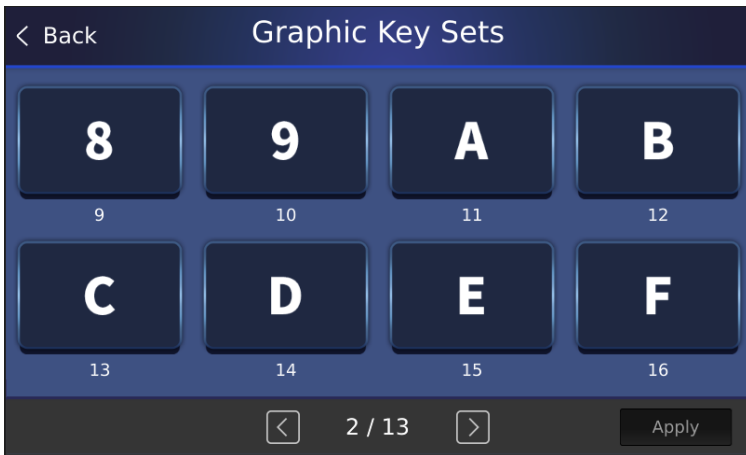 < Back Graphic Key Sets
8 9 A B
9 10 11 12
C D E F
13 14 15 16
< 2 / 13 > Apply